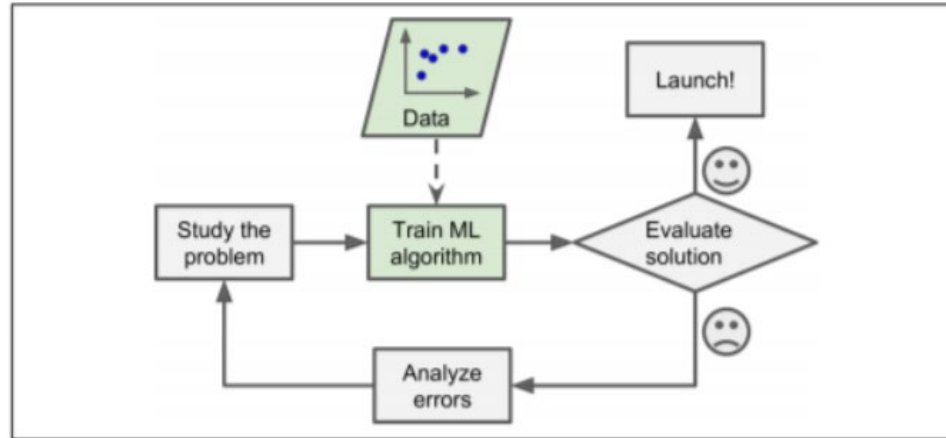 Data
Launch!
Study the
problem
Train ML
algorithm
Evaluate
solution
Analyze
errors